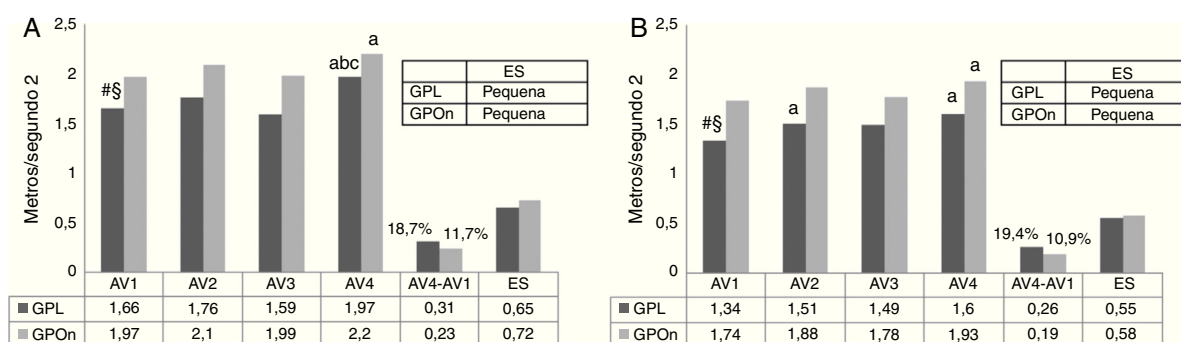 A
Metros/segundo 2
2,5
2
1,5
1
0,5
0
#§
abc
a
18,7%
11,7%
ES
GPL Pequena
GPOn Pequena
AV1 AV2 AV3 AV4 AV4-AV1 ES
GPL 1,66 1,76 1,59 1,97 0,31 0,65
GPOn 1,97 2,1 1,99 2,2 0,23 0,72
B
Metros/segundo 2
2,5
2
1,5
1
0,5
0
#§
a
a
a
19,4%
10,9%
ES
GPL Pequena
GPOn Pequena
AV1 AV2 AV3 AV4 AV4-AV1 ES
GPL 1,34 1,51 1,49 1,6 0,26 0,55
GPOn 1,74 1,88 1,78 1,93 0,19 0,58